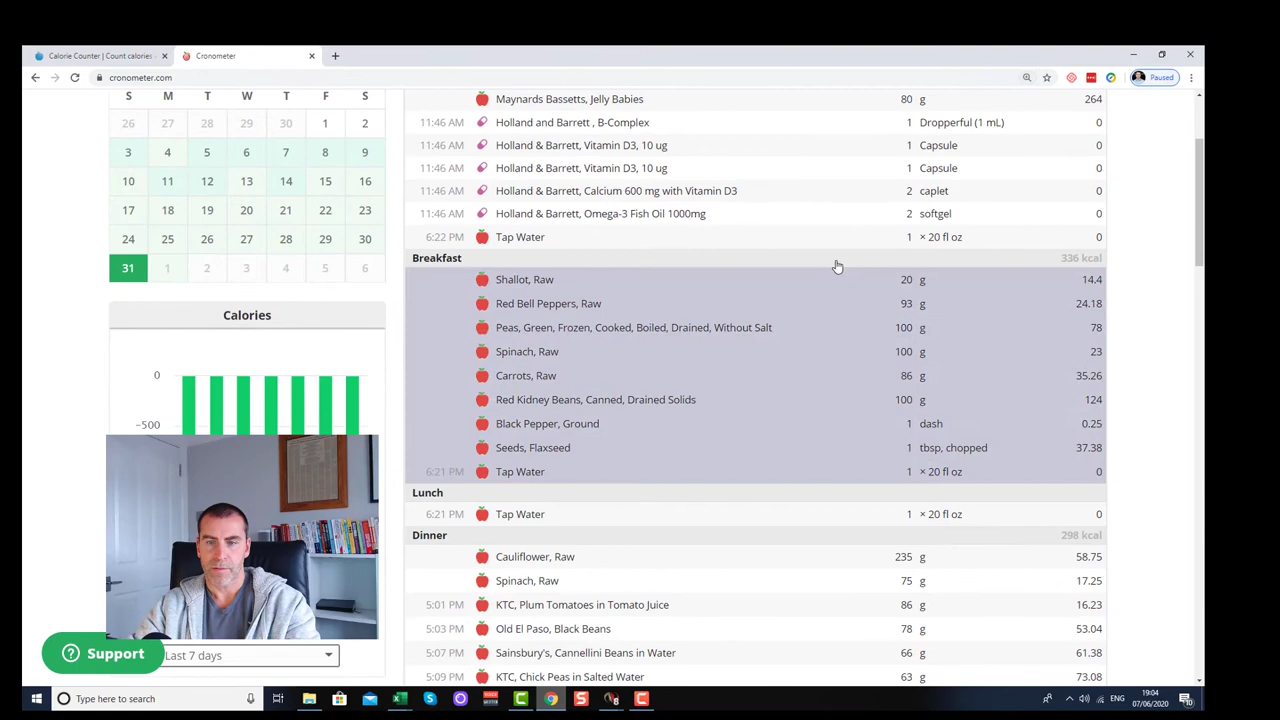 Calorie Counter | Count calories
Cronometer
cronometer.com
Paused
S M T W T F S
26 27 28 29 30 1 2
3 4 5 6 7 8 9
10 11 12 13 14 15 16
17 18 19 20 21 22 23
24 25 26 27 28 29 30
31 1 2 3 4 5 6
Calories
0
-500
Last 7 days
Support
Maynards Bassetts, Jelly Babies 80 g 264
11:46 AM Holland and Barrett , B-Complex 1 Dropperful (1 mL) 0
11:46 AM Holland & Barrett, Vitamin D3, 10 ug 1 Capsule 0
11:46 AM Holland & Barrett, Vitamin D3, 10 ug 1 Capsule 0
11:46 AM Holland & Barrett, Calcium 600 mg with Vitamin D3 2 caplet 0
11:46 AM Holland & Barrett, Omega-3 Fish Oil 1000mg 2 softgel 0
6:22 PM Tap Water 1 × 20 fl oz 0
Breakfast 336 kcal
Shallot, Raw 20 g 14.4
Red Bell Peppers, Raw 93 g 24.18
Peas, Green, Frozen, Cooked, Boiled, Drained, Without Salt 100 g 78
Spinach, Raw 100 g 23
Carrots, Raw 86 g 35.26
Red Kidney Beans, Canned, Drained Solids 100 g 124
Black Pepper, Ground 1 dash 0.25
Seeds, Flaxseed 1 tbsp, chopped 37.38
6:21 PM Tap Water 1 × 20 fl oz 0
Lunch
6:21 PM Tap Water 1 × 20 fl oz 0
Dinner 298 kcal
Cauliflower, Raw 235 g 58.75
Spinach, Raw 75 g 17.25
5:01 PM KTC, Plum Tomatoes in Tomato Juice 86 g 16.23
5:03 PM Old El Paso, Black Beans 78 g 53.04
5:07 PM Sainsbury's, Cannellini Beans in Water 66 g 61.38
5:09 PM KTC, Chick Peas in Salted Water 63 g 73.08
Type here to search
ENG
19:04
07/06/2020